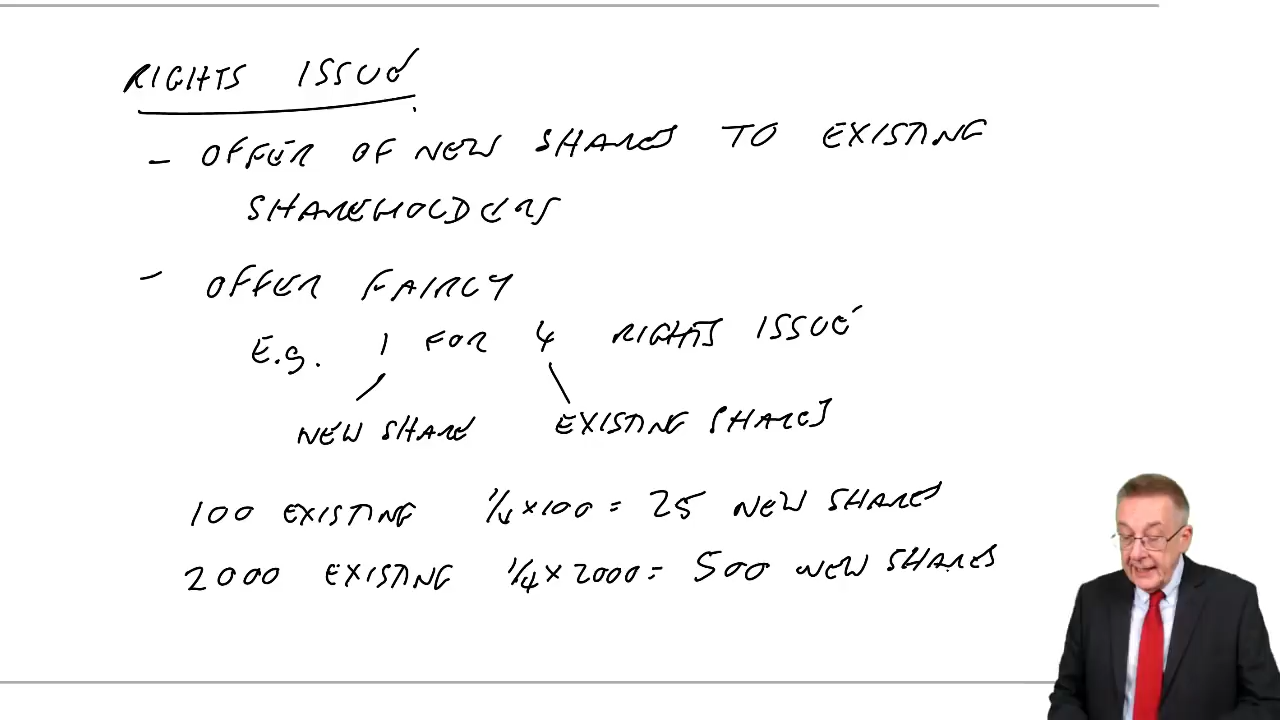 RIGHTS ISSUE
- OFFER OF NEW SHARES TO EXISTING
SHAREHOLDERS
- OFFER FAIRLY
E.g. 1 FOR 4 RIGHTS ISSUE
NEW SHARE EXISTING SHARES
100 EXISTING 1/4 × 100 = 25 NEW SHARES
2000 EXISTING 1/4 × 2000 = 500 NEW SHARES